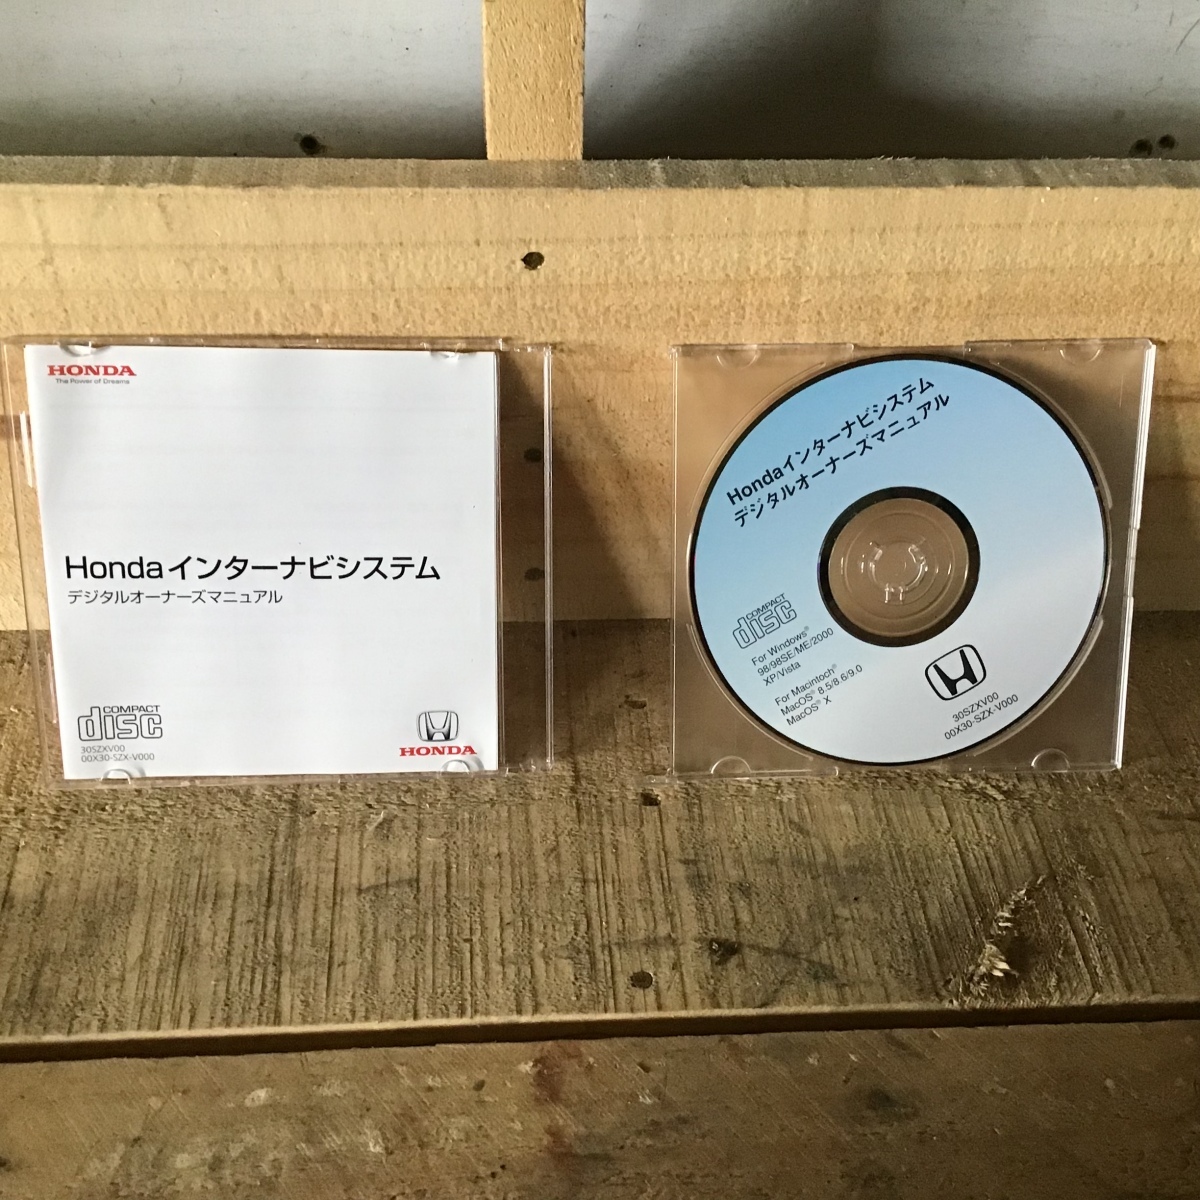 HONDA
The Power of Dreams
Hondaインターナビシステム
デジタルオーナーズマニュアル
COMPACT
disc
30SZXV00
00X30-SZX-V000
HONDA
Hondaインターナビシステム
デジタルオーナーズマニュアル
COMPACT
disc
For Windows®
98/98SE/ME/2000
XP/Vista
For Macintoch®
MacOS® 8.5/8.6/9.0
MacOS® X
30SZXV00
00X30-SZX-V000